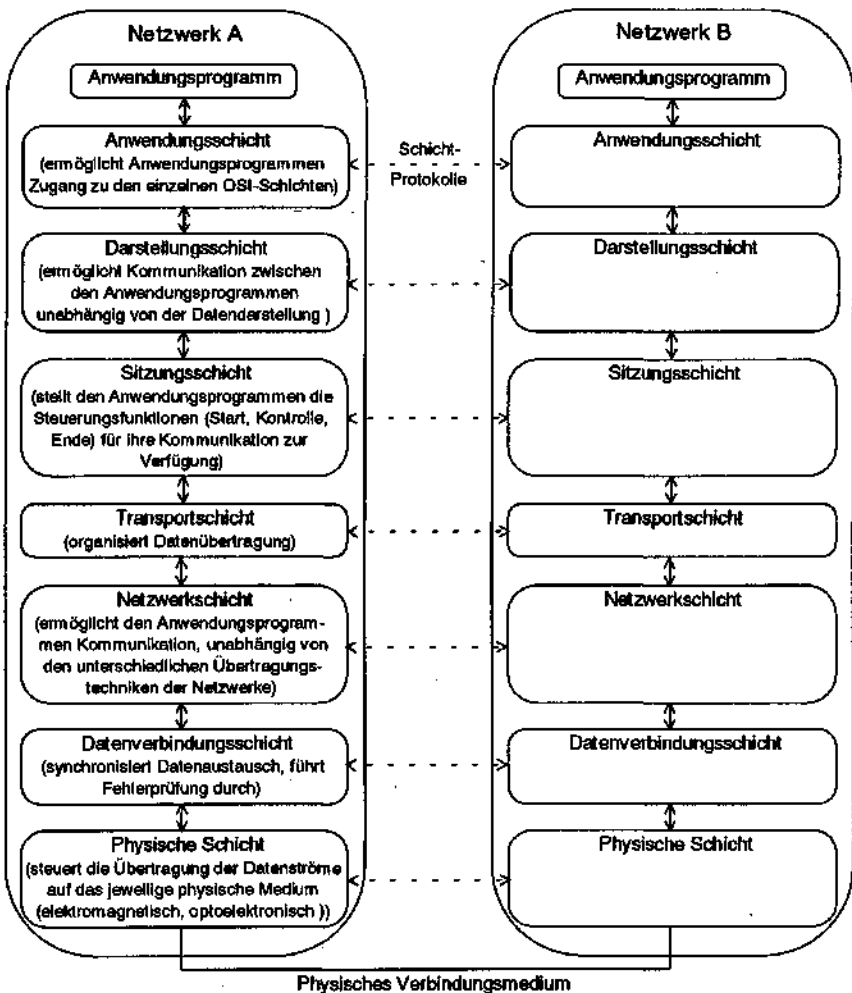 Netzwerk A
Anwendungsprogramm
Anwendungsschicht
(ermöglicht Anwendungsprogrammen
Zugang zu den einzelnen OSI-Schichten)
Darstellungsschicht
(ermöglicht Kommunikation zwischen
den Anwendungsprogrammen
unabhängig von der Datendarstellung )
Sitzungsschicht
(stellt den Anwendungsprogrammen die
Steuerungsfunktionen (Start, Kontrolle,
Ende) für ihre Kommunikation zur
Verfügung)
Transportschicht
(organisiert Datenübertragung)
Netzwerkschicht
(ermöglicht den Anwendungsprogram-
men Kommunikation, unabhängig von
den unterschiedlichen Übertragungs-
techniken der Netzwerke)
Datenverbindungsschicht
(synchronisiert Datenaustausch, führt
Fehlerprüfung durch)
Physische Schicht
(steuert die Übertragung der Datenströme
auf das jeweilige physische Medium
(elektromagnetisch, optoelektronisch ))
Schicht-
Protokolle
Netzwerk B
Anwendungsprogramm
Anwendungsschicht
Darstellungsschicht
Sitzungsschicht
Transportschicht
Netzwerkschicht
Datenverbindungsschicht
Physische Schicht
Physisches Verbindungsmedium